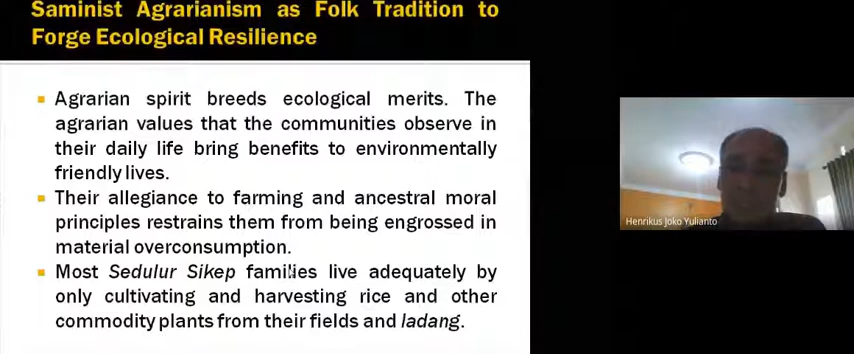 Saminist Agrarianism as Folk Tradition to
Forge Ecological Resilience
Agrarian spirit breeds ecological merits. The
agrarian values that the communities observe in
their daily life bring benefits to environmentally
friendly lives.
Their allegiance to farming and ancestral moral
principles restrains them from being engrossed in
material overconsumption.
Most Sedulur Sikep families live adequately by
only cultivating and harvesting rice and other
commodity plants from their fields and ladang.
Henrikus Joko Yulianto